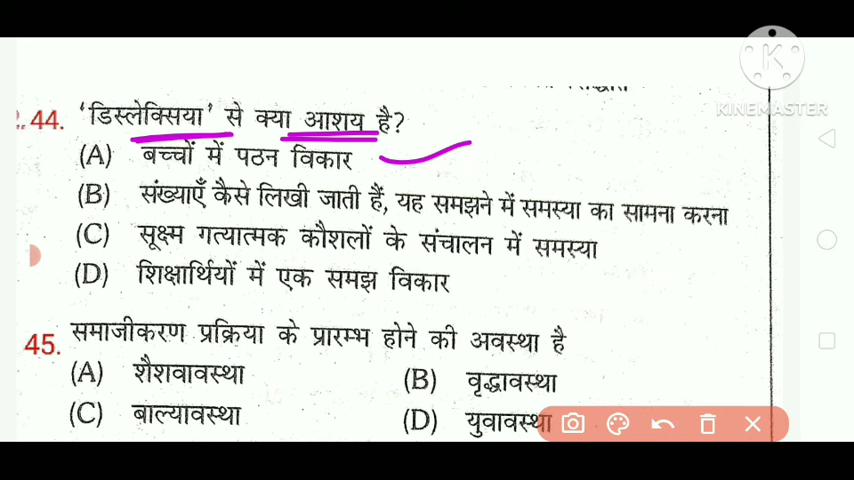 KINEMASTER
44. 'डिस्लेक्सिया' से क्या आशय है?
(A) बच्चों में पठन विकार
(B) संख्याएँ कैसे लिखी जाती हैं, यह समझने में समस्या का सामना करना
(C) सूक्ष्म गत्यात्मक कौशलों के संचालन में समस्या
(D) शिक्षार्थियों में एक समझ विकार
45. समाजीकरण प्रक्रिया के प्रारम्भ होने की अवस्था है
(A) शैशवावस्था (B) वृद्धावस्था
(C) बाल्यावस्था (D) युवावस्था